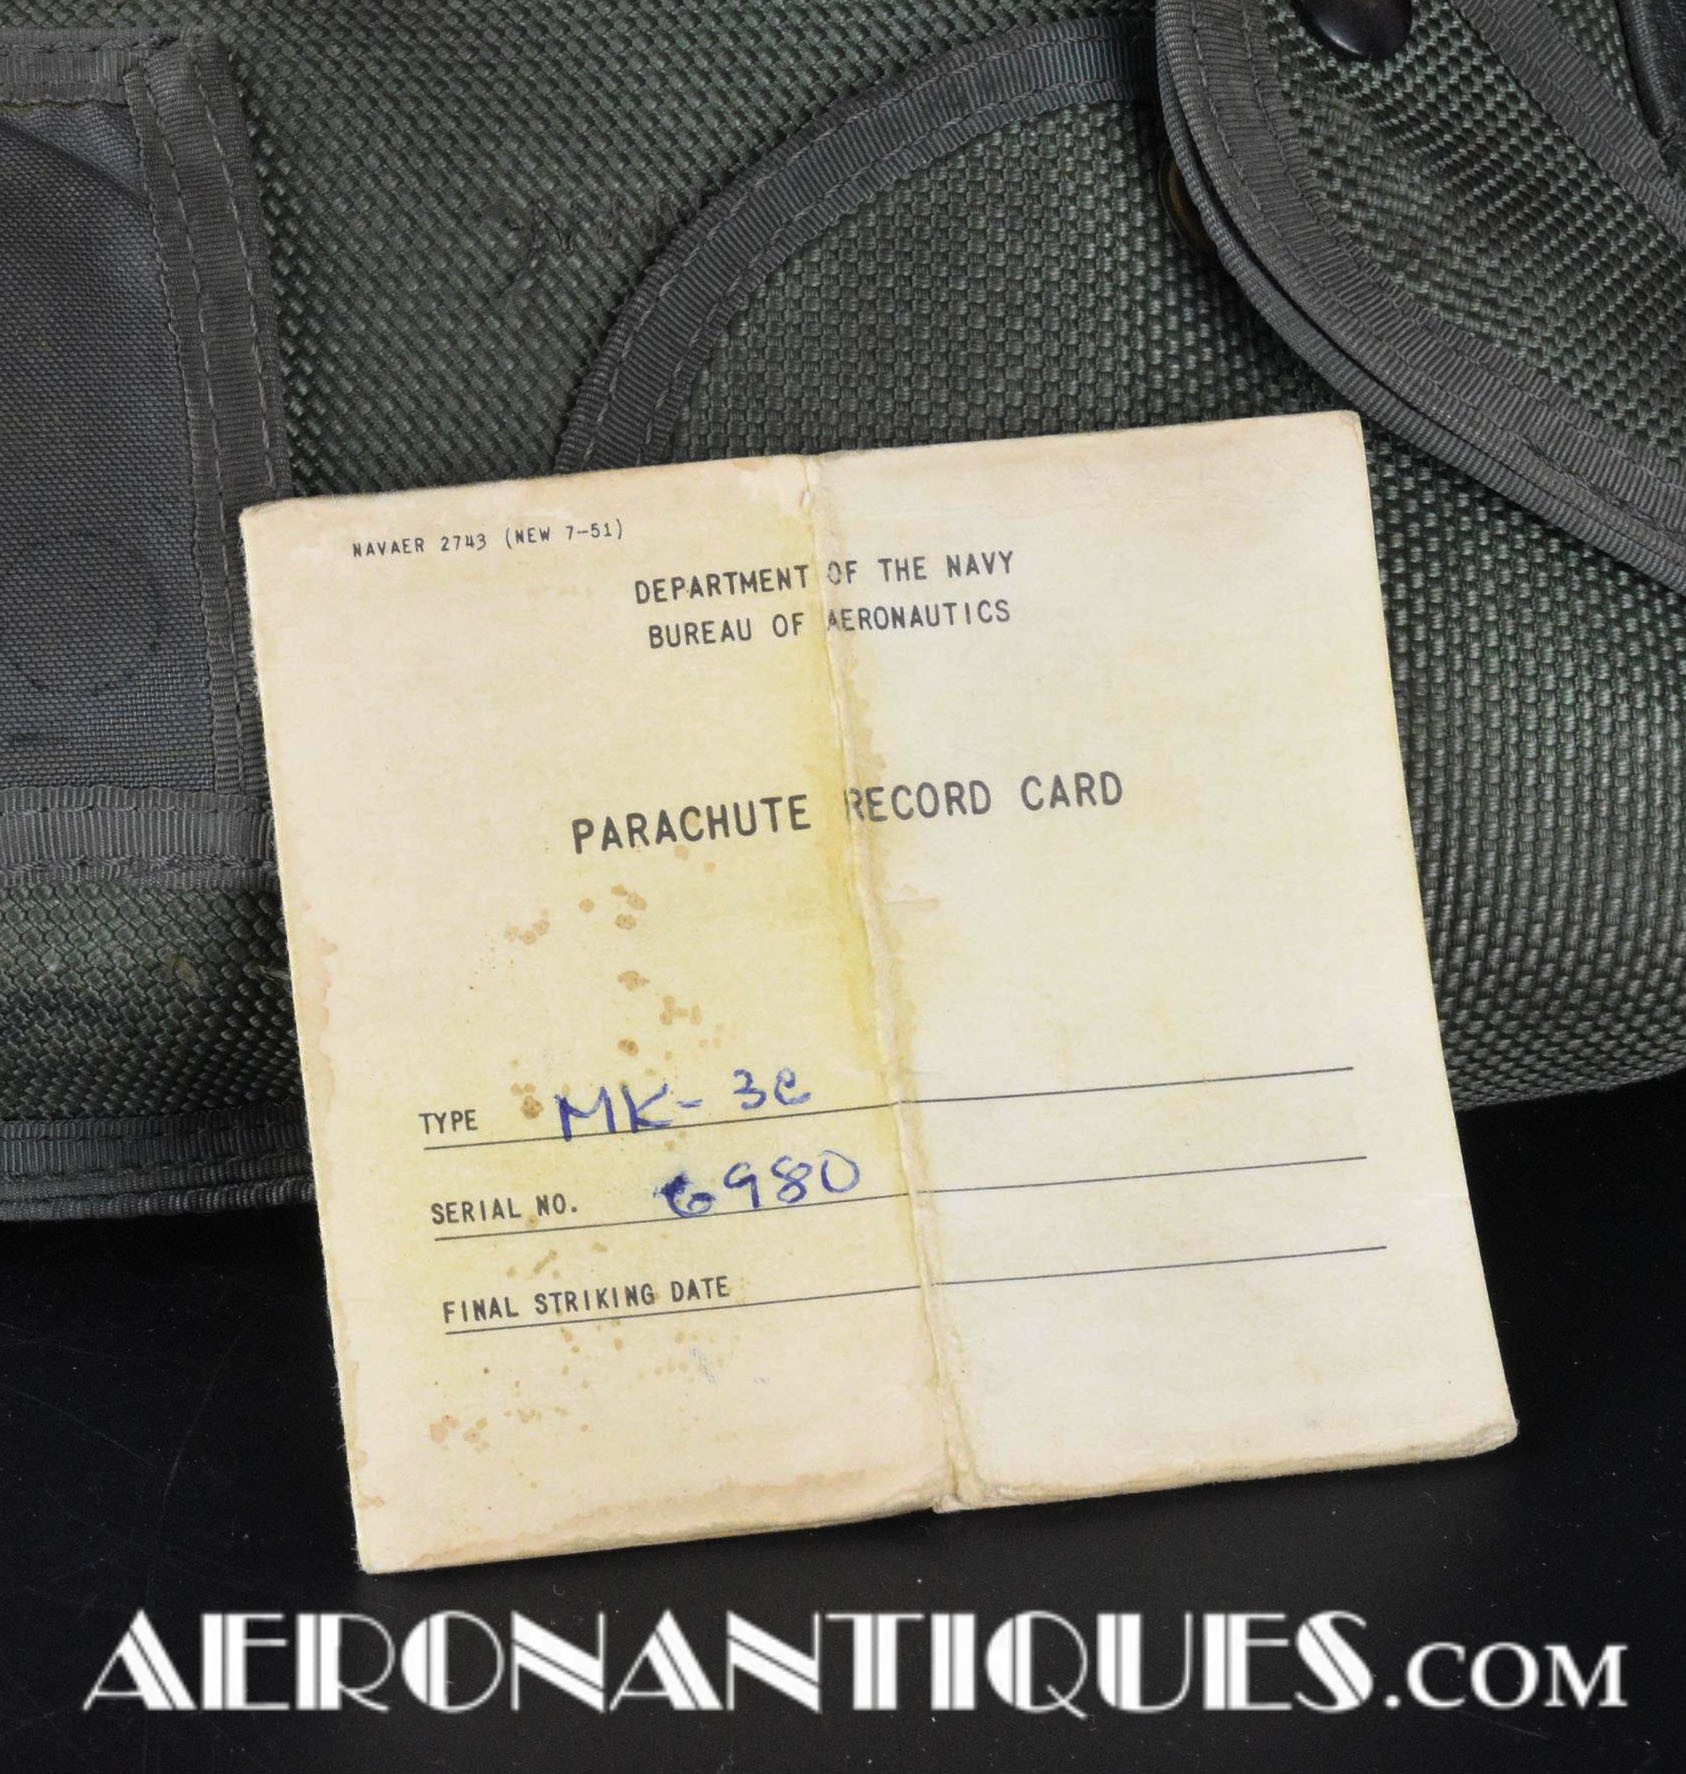 NAVAER 2743 (NEW 7-51)
DEPARTMENT OF THE NAVY
BUREAU OF AERONAUTICS
PARACHUTE RECORD CARD
TYPE MK-3C
SERIAL NO. 6980
FINAL STRIKING DATE
AERONANTIQUES.COM